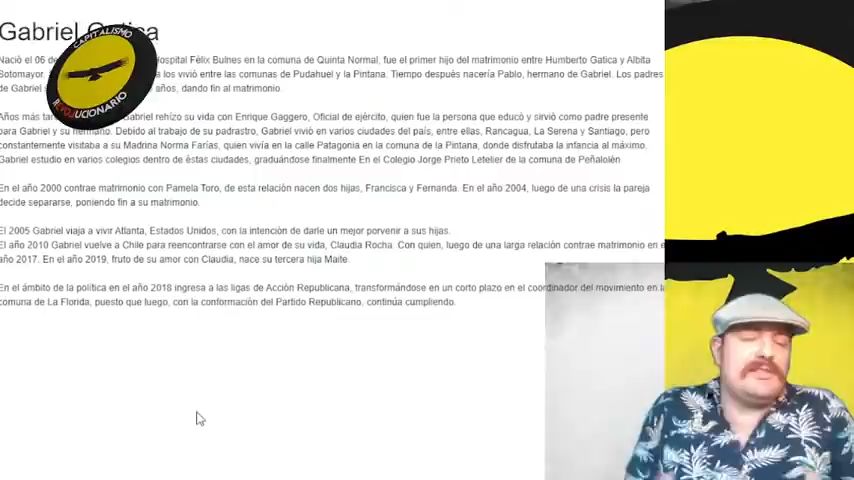 Gabriel Gatica
CAPITALISMO
REVOLUCIONARIO
Nació el 06 de Hospital Félix Bulnes en la comuna de Quinta Normal, fue el primer hijo del matrimonio entre Humberto Gatica y Albita
Sotomayor. a los vivió entre las comunas de Pudahuel y la Pintana. Tiempo después nacería Pablo, hermano de Gabriel. Los padres
de Gabriel años, dando fin al matrimonio.
Años más Gabriel rehízo su vida con Enrique Gaggero, Oficial de ejército, quien fue la persona que educó y sirvió como padre presente
para Gabriel y su hermano. Debido al trabajo de su padrastro, Gabriel vivió en varios ciudades del país, entre ellas, Rancagua, La Serena y Santiago, pero
constantemente visitaba a su Madrina Norma Farías, quien vivía en la calle Patagonia en la comuna de la Pintana, donde disfrutaba la infancia al máximo.
Gabriel estudio en varios colegios dentro de éstas ciudades, graduándose finalmente En el Colegio Jorge Prieto Letelier de la comuna de Peñalolén
En el año 2000 contrae matrimonio con Pamela Toro, de esta relación nacen dos hijas, Francisca y Fernanda. En el año 2004, luego de una crisis la pareja
decide separarse, poniendo fin a su matrimonio.
El 2005 Gabriel viaja a vivir Atlanta, Estados Unidos, con la intención de darle un mejor porvenir a sus hijas.
El año 2010 Gabriel vuelve a Chile para reencontrarse con el amor de su vida, Claudia Rocha. Con quien, luego de una larga relación contrae matrimonio en e
año 2017. En el año 2019, fruto de su amor con Claudia, nace su tercera hija Maite.
En el ámbito de la política en el año 2018 ingresa a las ligas de Acción Republicana, transformándose en un corto plazo en el coordinador del movimiento en la
comuna de La Florida, puesto que luego, con la conformación del Partido Republicano, continúa cumpliendo.